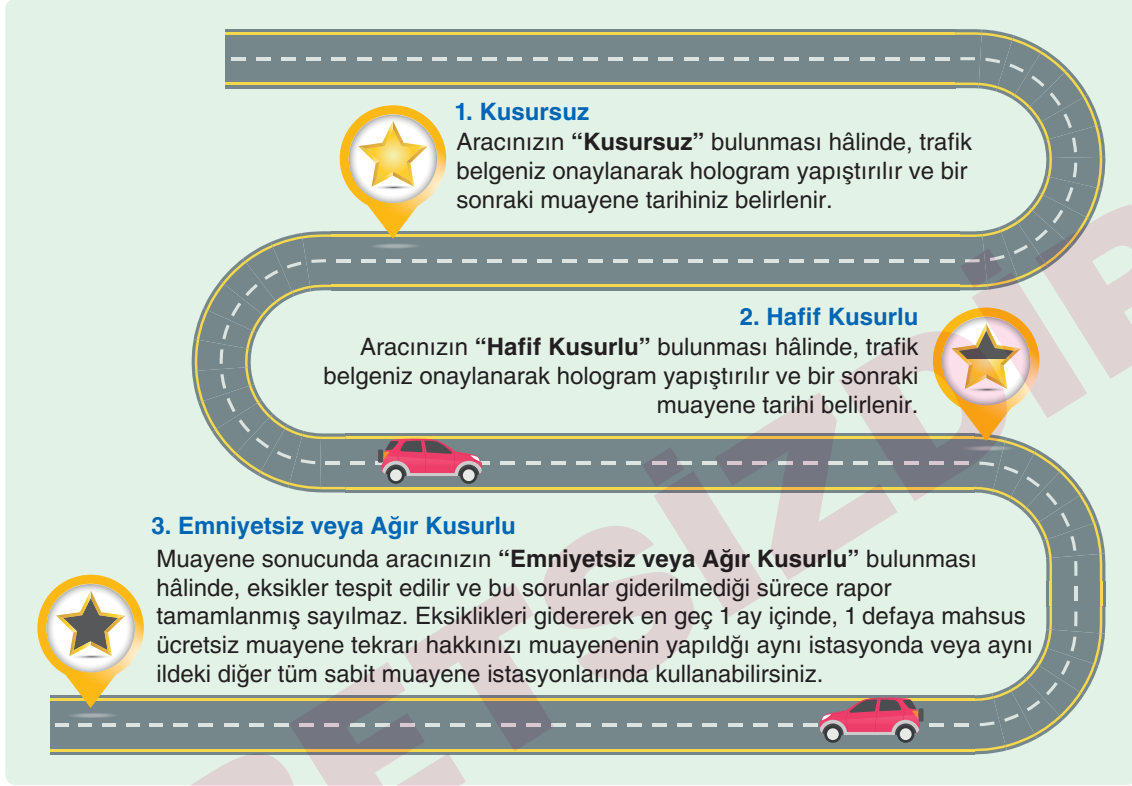 1. Kusursuz
Aracınızın “Kusursuz” bulunması hâlinde, trafik
belgeniz onaylanarak hologram yapıştırılır ve bir
sonraki muayene tarihiniz belirlenir.
2. Hafif Kusurlu
Aracınızın “Hafif Kusurlu” bulunması hâlinde, trafik
belgeniz onaylanarak hologram yapıştırılır ve bir sonraki
muayene tarihi belirlenir.
3. Emniyetsiz veya Ağır Kusurlu
Muayene sonucunda aracınızın “Emniyetsiz veya Ağır Kusurlu” bulunması
hâlinde, eksikler tespit edilir ve bu sorunlar giderilmediği sürece rapor
tamamlanmış sayılmaz. Eksiklikleri gidererek en geç 1 ay içinde, 1 defaya mahsus
ücretsiz muayene tekrarı hakkınızı muayenenin yapıldğı aynı istasyonda veya aynı
ildeki diğer tüm sabit muayene istasyonlarında kullanabilirsiniz.
ETSİZDİR